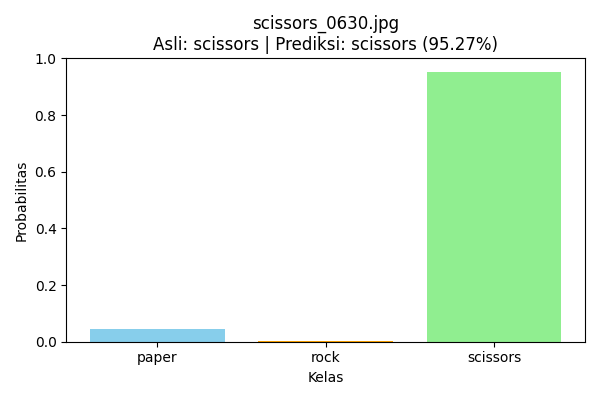 scissors_0630.jpg
Asli: scissors | Prediksi: scissors (95.27%)
1.0
0.8
0.6
0.4
0.2
0.0
Probabilitas
paper rock scissors
Kelas